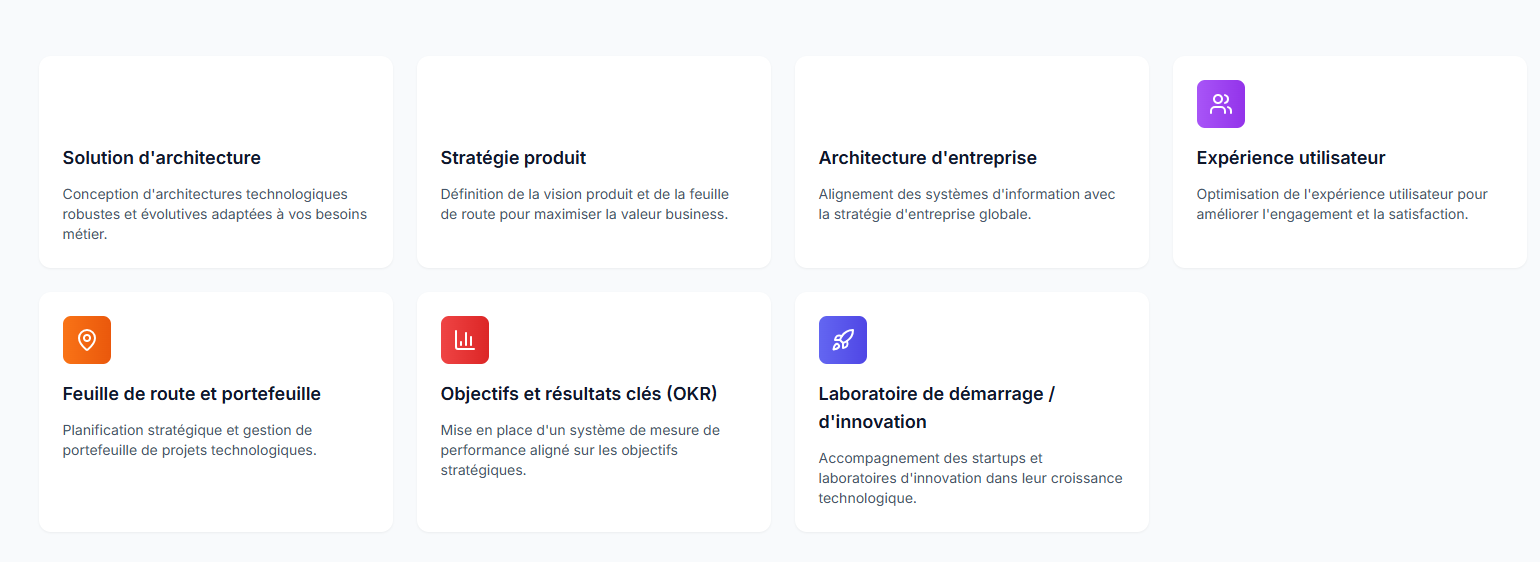 Solution d'architecture
Conception d'architectures technologiques
robustes et évolutives adaptées à vos besoins
métier.
Stratégie produit
Définition de la vision produit et de la feuille
de route pour maximiser la valeur business.
Architecture d'entreprise
Alignement des systèmes d'information avec
la stratégie d'entreprise globale.
Expérience utilisateur
Optimisation de l'expérience utilisateur pour
améliorer l'engagement et la satisfaction.
Feuille de route et portefeuille
Planification stratégique et gestion de
portefeuille de projets technologiques.
Objectifs et résultats clés (OKR)
Mise en place d'un système de mesure de
performance aligné sur les objectifs
stratégiques.
Laboratoire de démarrage /
d'innovation
Accompagnement des startups et
laboratoires d'innovation dans leur croissance
technologique.